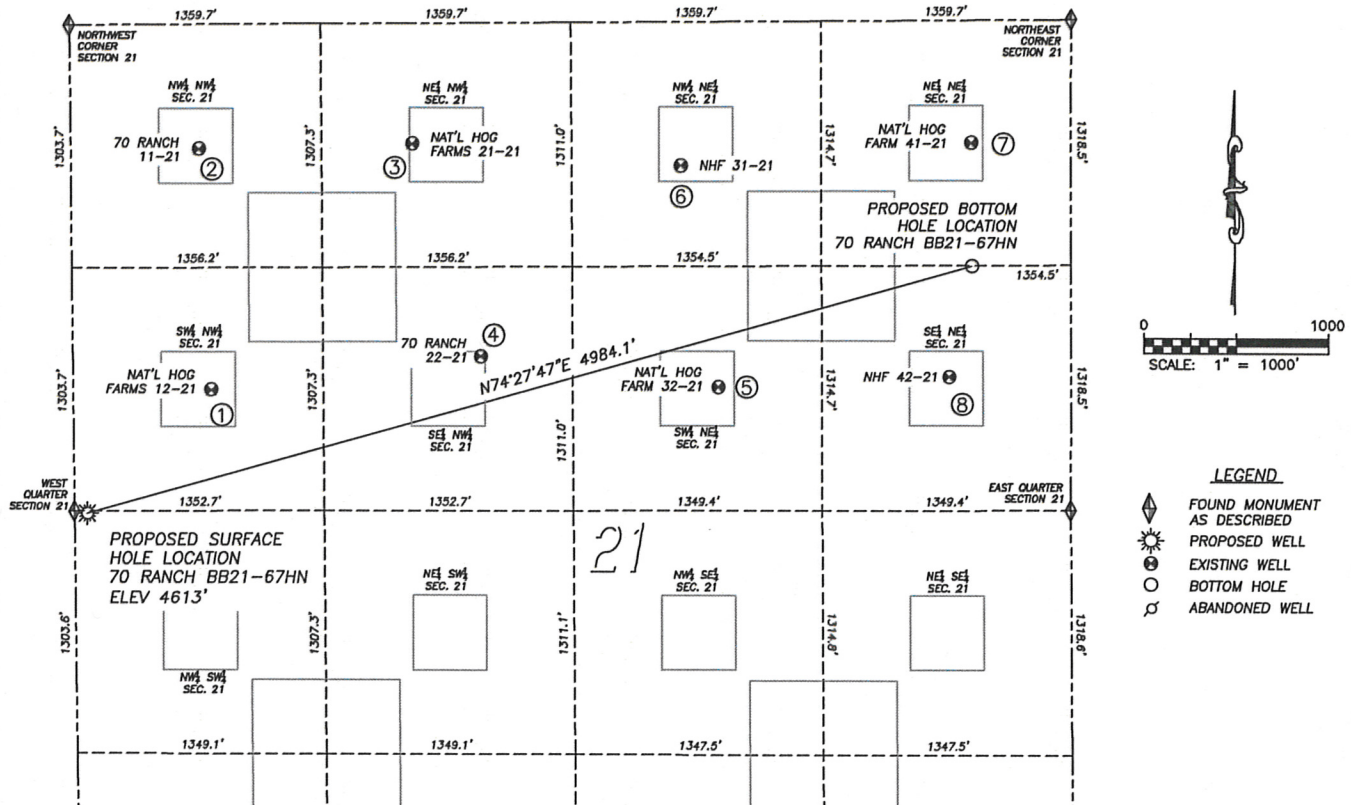 1359.7'
1359.7'
1359.7'
1359.7'
NORTHWEST
CORNER
SECTION 21
NORTHEAST
CORNER
SECTION 21
NW¼ NW¼
SEC. 21
NE¼ NW¼
SEC. 21
NW¼ NE¼
SEC. 21
NE¼ NE¼
SEC. 21
1303.7'
70 RANCH
11-21
②
1307.3'
③
NAT'L HOG
FARMS 21-21
1311.0'
NHF 31-21
⑥
1314.7'
NAT'L HOG
FARM 41-21
⑦
1318.5'
PROPOSED BOTTOM
HOLE LOCATION
70 RANCH BB21-67HN
1356.2'
1356.2'
1354.5'
1354.5'
0
1000
SCALE: 1" = 1000'
SW¼ NW¼
SEC. 21
NAT'L HOG
FARMS 12-21
①
1303.7'
1307.3'
70 RANCH
22-21
④
N74°27'47"E 4984.1'
SE¼ NW¼
SEC. 21
1311.0'
NAT'L HOG
FARM 32-21
⑤
SW¼ NE¼
SEC. 21
1314.7'
SE¼ NE¼
SEC. 21
NHF 42-21
⑧
1318.5'
WEST
QUARTER
SECTION 21
1352.7'
1352.7'
1349.4'
1349.4'
EAST QUARTER
SECTION 21
LEGEND
FOUND MONUMENT
AS DESCRIBED
PROPOSED WELL
EXISTING WELL
BOTTOM HOLE
ABANDONED WELL
PROPOSED SURFACE
HOLE LOCATION
70 RANCH BB21-67HN
ELEV 4613'
21
NE¼ SW¼
SEC. 21
NW¼ SE¼
SEC. 21
NE¼ SE¼
SEC. 21
1303.6'
1307.3'
1311.1'
1314.8'
1318.6'
NW¼ SW¼
SEC. 21
1349.1'
1349.1'
1347.5'
1347.5'